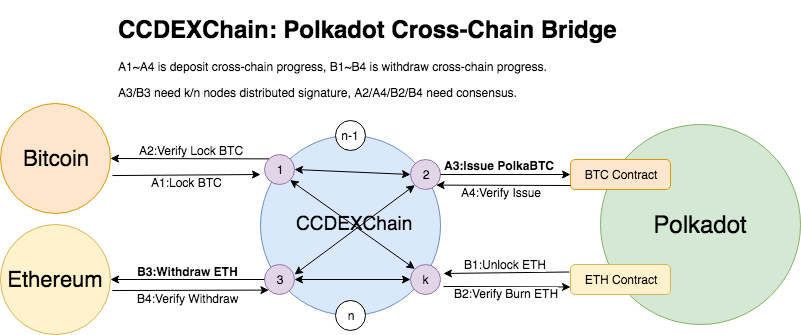 CCDEXChain: Polkadot Cross-Chain Bridge
A1~A4 is deposit cross-chain progress, B1~B4 is withdraw cross-chain progress.
A3/B3 need k/n nodes distributed signature, A2/A4/B2/B4 need consensus.
n-1
Bitcoin
A2:Verify Lock BTC
A1:Lock BTC
1
2
A3:Issue PolkaBTC
A4:Verify Issue
BTC Contract
CCDEXChain
Polkadot
Ethereum
B3:Withdraw ETH
B4:Verify Withdraw
3
k
B1:Unlock ETH
B2:Verify Burn ETH
ETH Contract
n